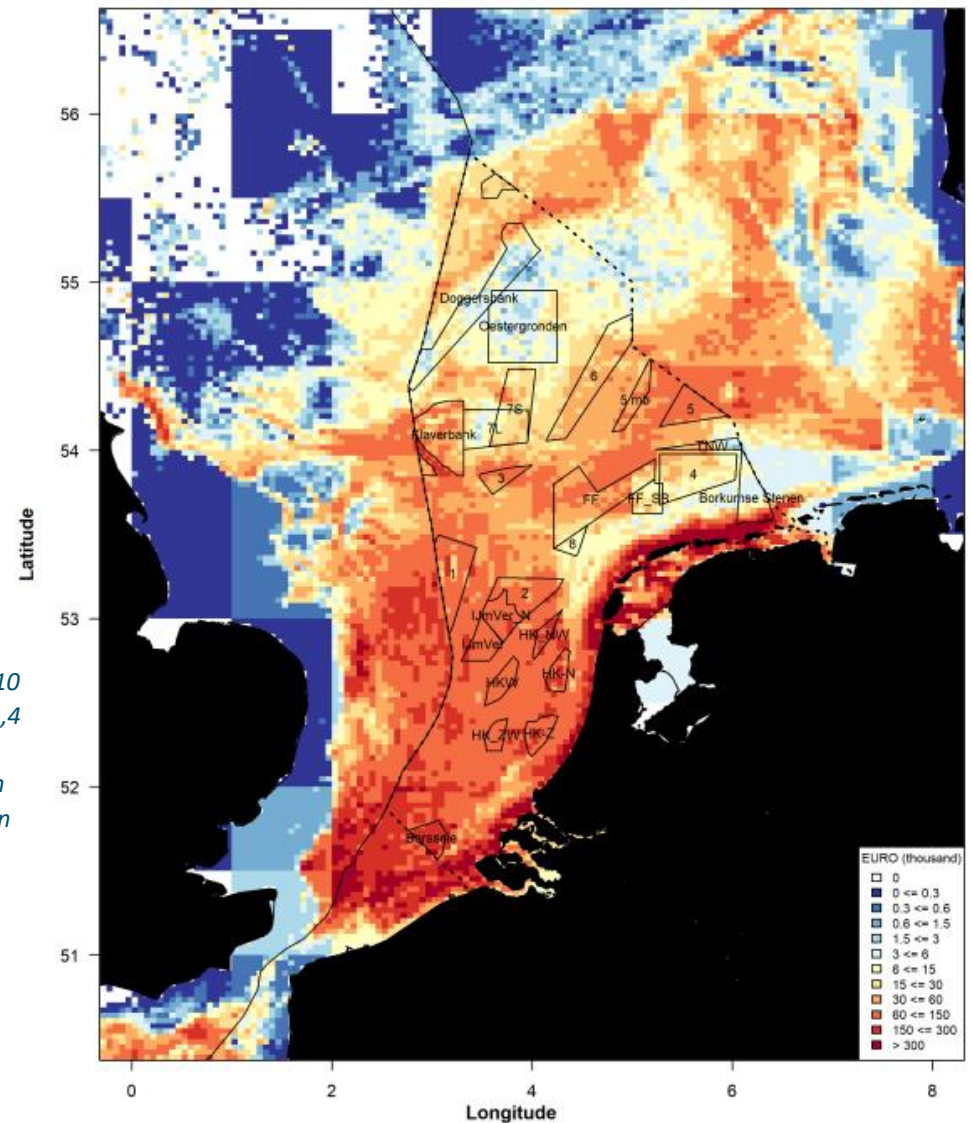 10
,4
n
n
56
55
54
53
52
51
Latitude
0
2
4
6
8
Longitude
Doggersbank
Oestergronden
6
5 mb
5
7S
7L
Klaverbank
3
TNW
4
FF
FF_SB
Borkumse Stenen
8
1
2
IJmVer_N
IJmVer
HK_NW
HKW
HK-N
HK_ZW
HK-Z
Borssele
EURO (thousand)
0
0 <= 0.3
0.3 <= 0.6
0.6 <= 1.5
1.5 <= 3
3 <= 6
6 <= 15
15 <= 30
30 <= 60
60 <= 150
150 <= 300
> 300